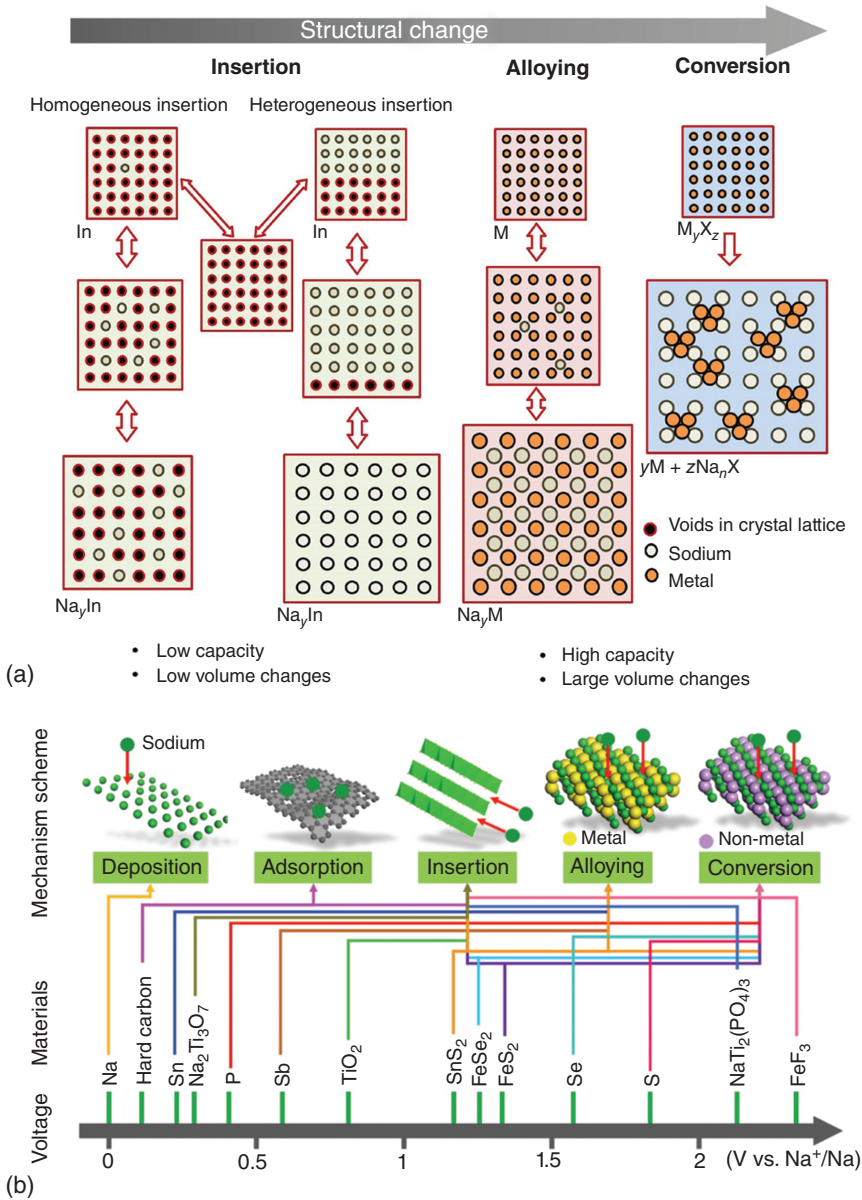 Structural change
Insertion
Alloying
Conversion
Homogeneous insertion
Heterogeneous insertion
In
In
M
MyXz
yM + zNanX
Voids in crystal lattice
Sodium
Metal
NayIn
NayIn
NayM
• Low capacity
• Low volume changes
• High capacity
• Large volume changes
(a)
Mechanism scheme
Sodium
Metal
Non-metal
Deposition
Adsorption
Insertion
Alloying
Conversion
Materials
Na
Hard carbon
Sn
Na2Ti3O7
P
Sb
TiO2
SnS2
FeSe2
FeS2
Se
S
NaTi2(PO4)3
FeF3
Voltage
0
0.5
1
1.5
2
(V vs. Na+/Na)
(b)